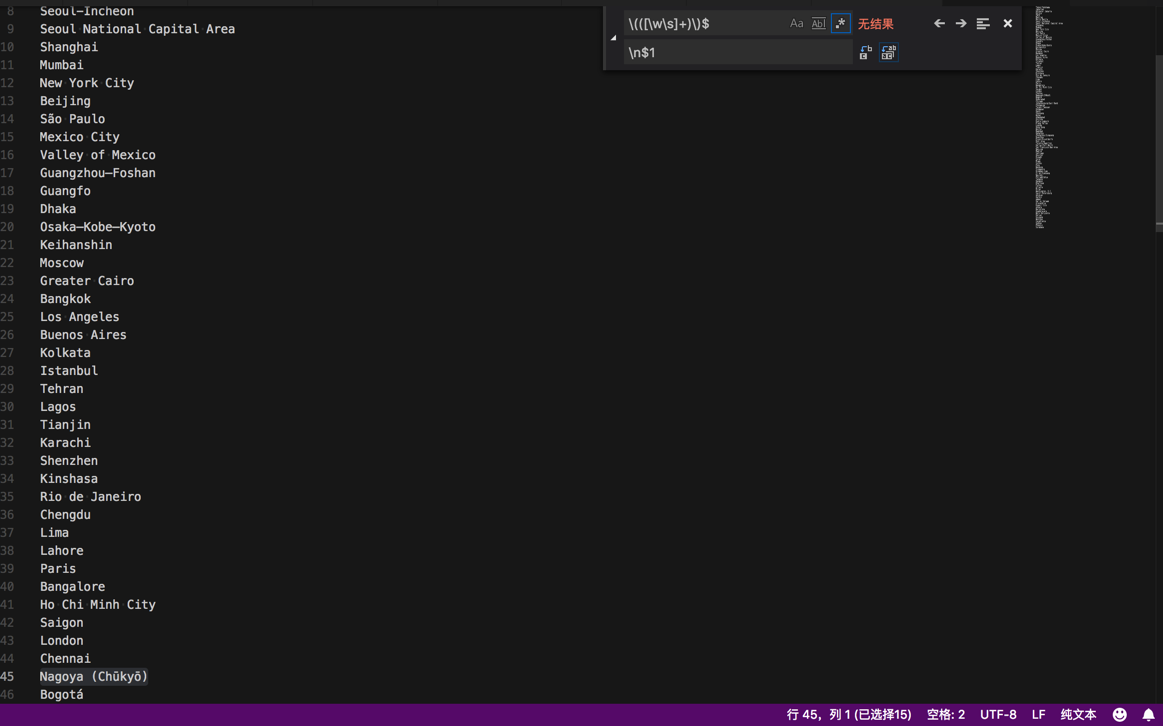 8 Seoul–Incheon
9 Seoul National Capital Area
10 Shanghai
11 Mumbai
12 New York City
13 Beijing
14 São Paulo
15 Mexico City
16 Valley of Mexico
17 Guangzhou–Foshan
18 Guangfo
19 Dhaka
20 Osaka–Kobe–Kyoto
21 Keihanshin
22 Moscow
23 Greater Cairo
24 Bangkok
25 Los Angeles
26 Buenos Aires
27 Kolkata
28 Istanbul
29 Tehran
30 Lagos
31 Tianjin
32 Karachi
33 Shenzhen
34 Kinshasa
35 Rio de Janeiro
36 Chengdu
37 Lima
38 Lahore
39 Paris
40 Bangalore
41 Ho Chi Minh City
42 Saigon
43 London
44 Chennai
45 Nagoya (Chūkyō)
46 Bogotá
\(([\w\s]+)\)$ Aa Abl .* 无结果
\n$1
行 45，列 1 (已选择15) 空格: 2 UTF-8 LF 纯文本